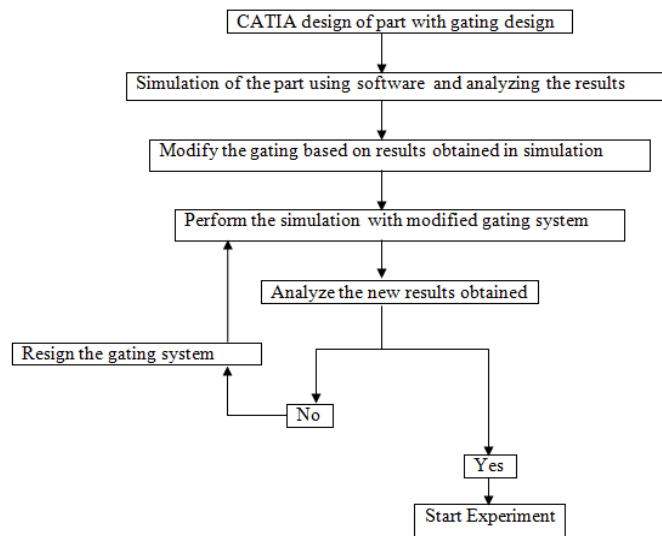 CATIA design of part with gating design
Simulation of the part using software and analyzing the results
Modify the gating based on results obtained in simulation
Perform the simulation with modified gating system
Analyze the new results obtained
Resign the gating system
No
Yes
Start Experiment